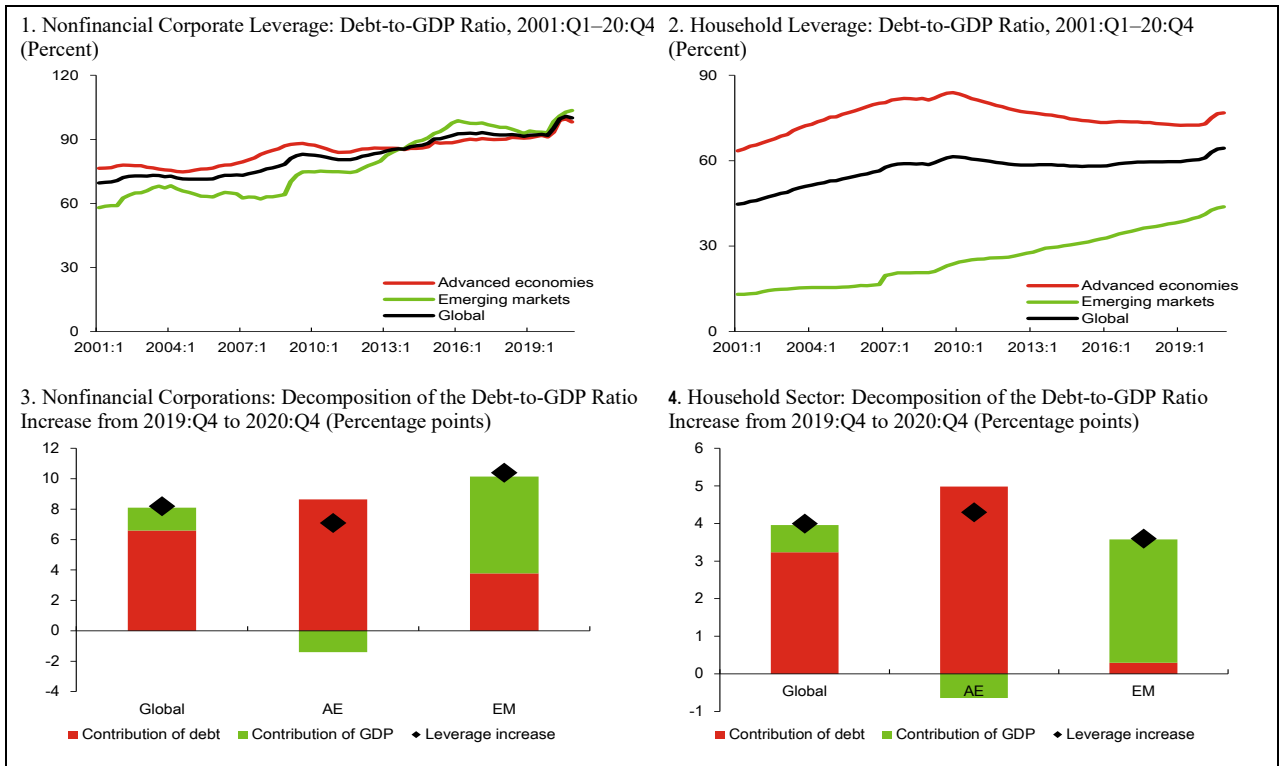 1. Nonfinancial Corporate Leverage: Debt-to-GDP Ratio, 2001:Q1–20:Q4
(Percent)
120
90
60
30
0
Advanced economies
Emerging markets
Global
2001:1 2004:1 2007:1 2010:1 2013:1 2016:1 2019:1
2. Household Leverage: Debt-to-GDP Ratio, 2001:Q1–20:Q4
(Percent)
90
60
30
0
Advanced economies
Emerging markets
Global
2001:1 2004:1 2007:1 2010:1 2013:1 2016:1 2019:1
3. Nonfinancial Corporations: Decomposition of the Debt-to-GDP Ratio
Increase from 2019:Q4 to 2020:Q4 (Percentage points)
12
10
8
6
4
2
0
-2
-4
Global AE EM
Contribution of debt Contribution of GDP Leverage increase
4. Household Sector: Decomposition of the Debt-to-GDP Ratio
Increase from 2019:Q4 to 2020:Q4 (Percentage points)
6
5
4
3
2
1
0
-1
Global AE EM
Contribution of debt Contribution of GDP Leverage increase